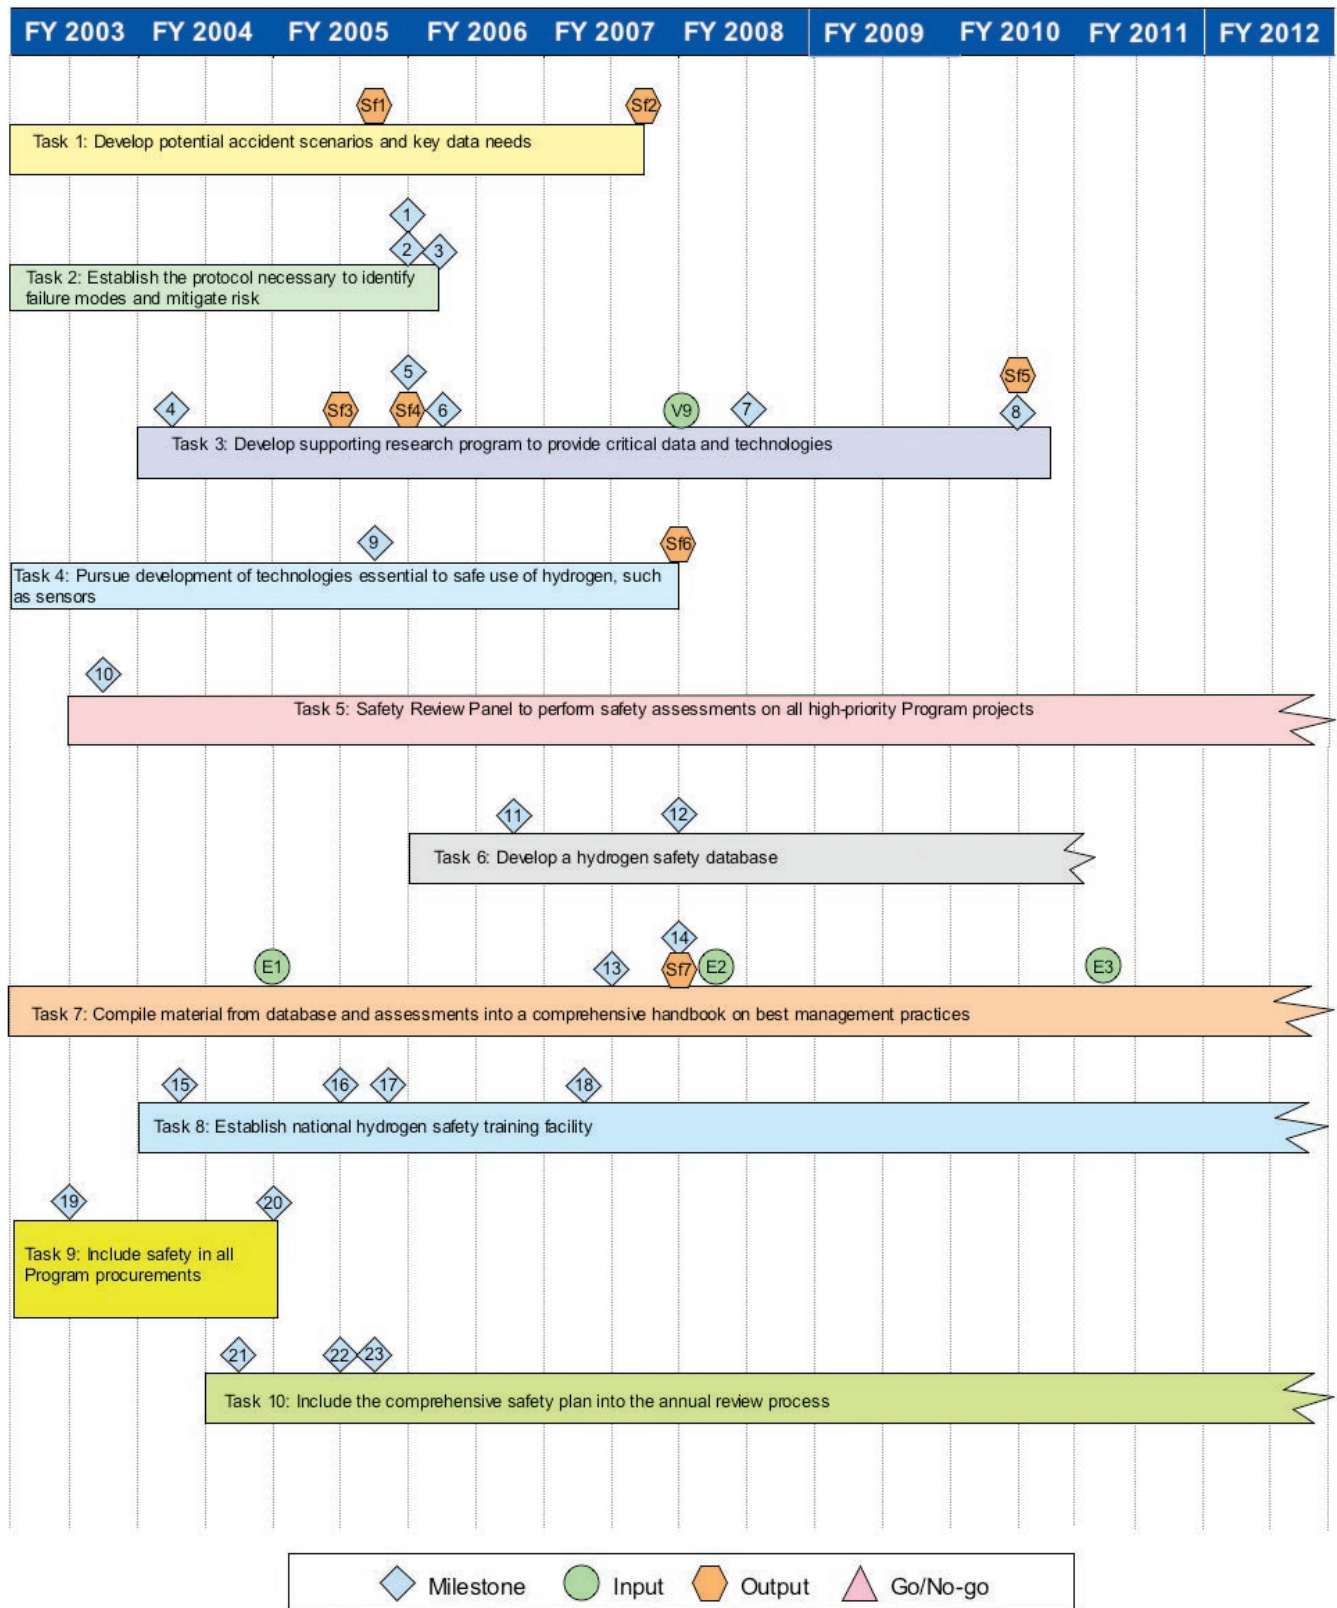 FY 2003 FY 2004 FY 2005 FY 2006 FY 2007 FY 2008 FY 2009 FY 2010 FY 2011 FY 2012
Sf1 Sf2
Task 1: Develop potential accident scenarios and key data needs
1
2 3
Task 2: Establish the protocol necessary to identify
failure modes and mitigate risk
5 Sf5
4 Sf3 Sf4 6 V9 7 8
Task 3: Develop supporting research program to provide critical data and technologies
9 Sf6
Task 4: Pursue development of technologies essential to safe use of hydrogen, such
as sensors
10
Task 5: Safety Review Panel to perform safety assessments on all high-priority Program projects
11 12
Task 6: Develop a hydrogen safety database
14
E1 13 Sf7 E2 E3
Task 7: Compile material from database and assessments into a comprehensive handbook on best management practices
15 16 17 18
Task 8: Establish national hydrogen safety training facility
19 20
Task 9: Include safety in all
Program procurements
21 22 23
Task 10: Include the comprehensive safety plan into the annual review process
Milestone Input Output Go/No-go